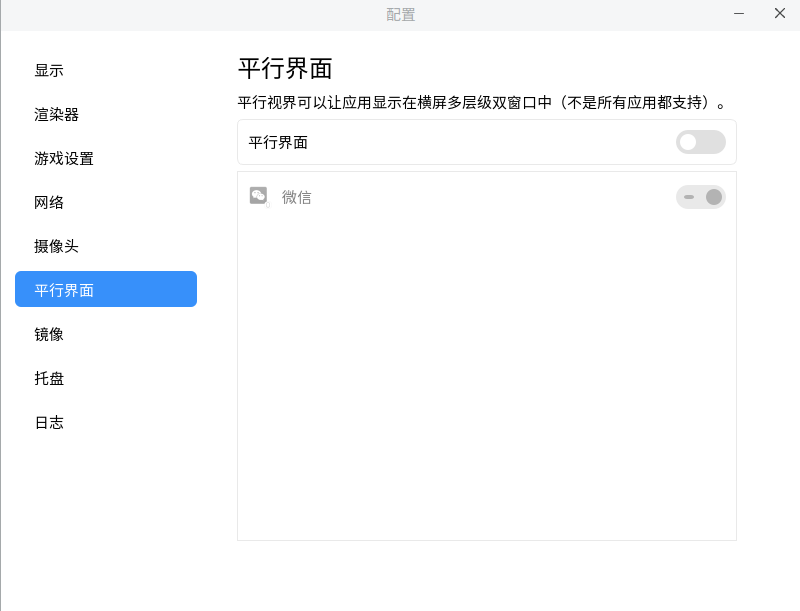 配置
显示
渲染器
游戏设置
网络
摄像头
平行界面
镜像
托盘
日志
平行界面
平行视界可以让应用显示在横屏多层级双窗口中（不是所有应用都支持）。
平行界面
微信